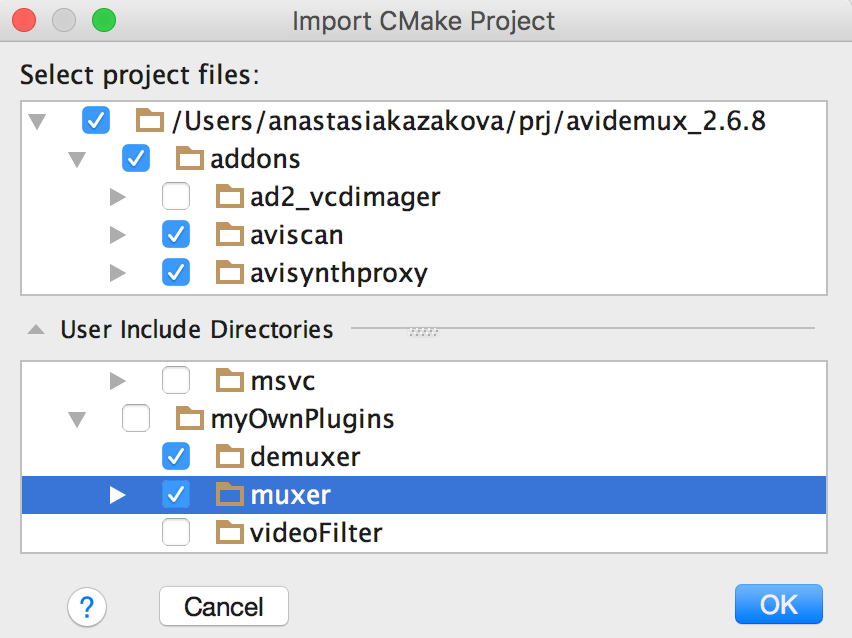 Import CMake Project
Select project files:
/Users/anastasiakazakova/prj/avidemux_2.6.8
addons
ad2_vcdimager
aviscan
avisynthproxy
User Include Directories
msvc
myOwnPlugins
demuxer
muxer
videoFilter
? Cancel OK